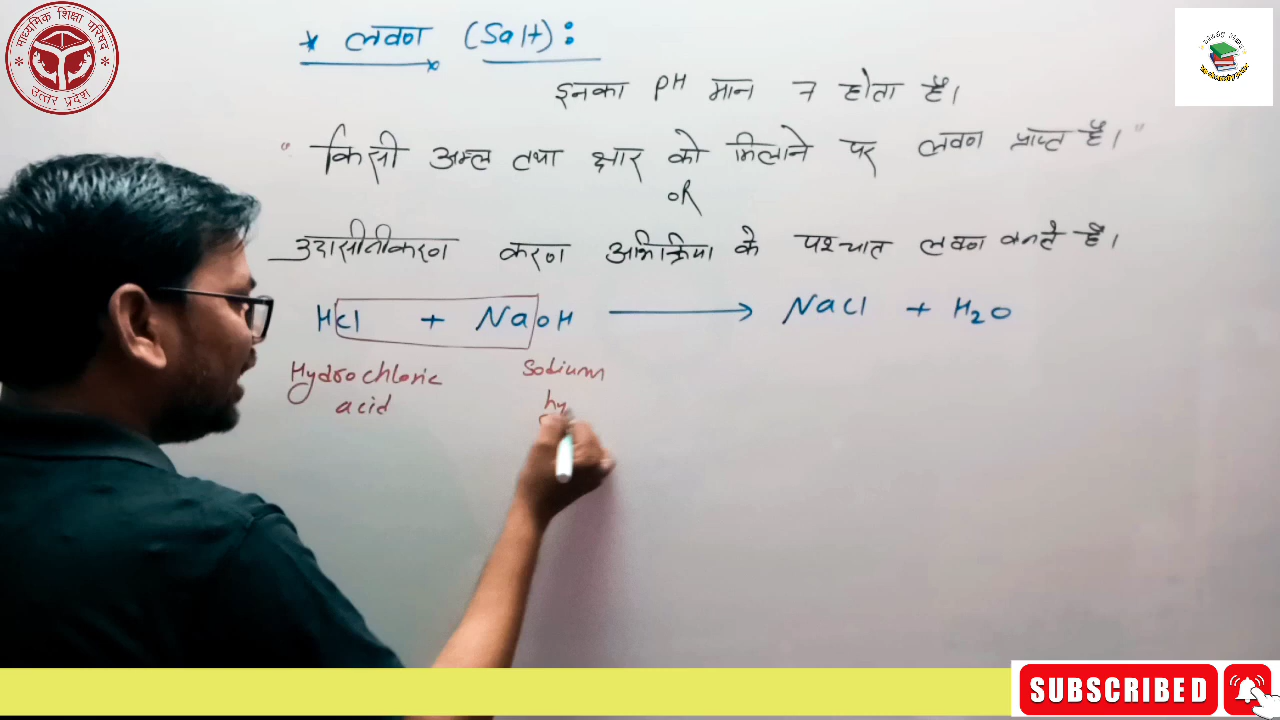 माध्यमिक शिक्षा परिषद
उत्तर प्रदेश
* लवण (Salt):
इनका PH मान 7 होता है।
" किसी अम्ल तथा क्षार को मिलाने पर लवण प्राप्त है। "
OR
उदासीनीकरण करण अभिक्रिया के पश्चात लवण बनते हैं।
HCl + NaOH ⟶ NaCl + H2O
Hydrochloric
acid
Sodium
hy
SUBSCRIBED